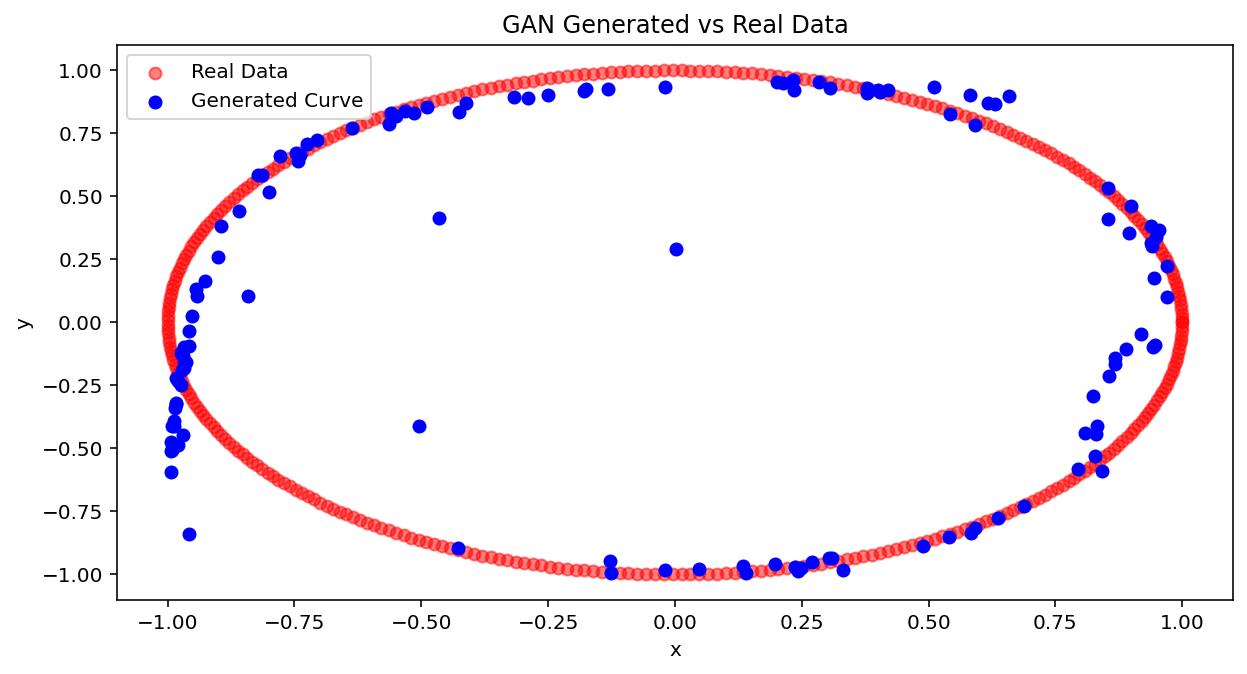 GAN Generated vs Real Data
Real Data
Generated Curve
1.00
0.75
0.50
0.25
0.00
−0.25
−0.50
−0.75
−1.00
y
−1.00 −0.75 −0.50 −0.25 0.00 0.25 0.50 0.75 1.00
x